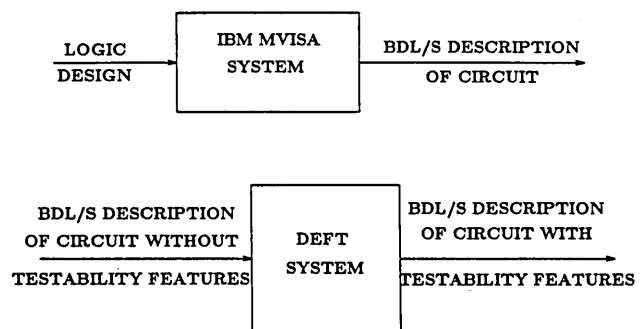 LOGIC
DESIGN
IBM MVISA
SYSTEM
BDL/S DESCRIPTION
OF CIRCUIT
BDL/S DESCRIPTION
OF CIRCUIT WITHOUT
TESTABILITY FEATURES
DEFT
SYSTEM
BDL/S DESCRIPTION
OF CIRCUIT WITH
TESTABILITY FEATURES